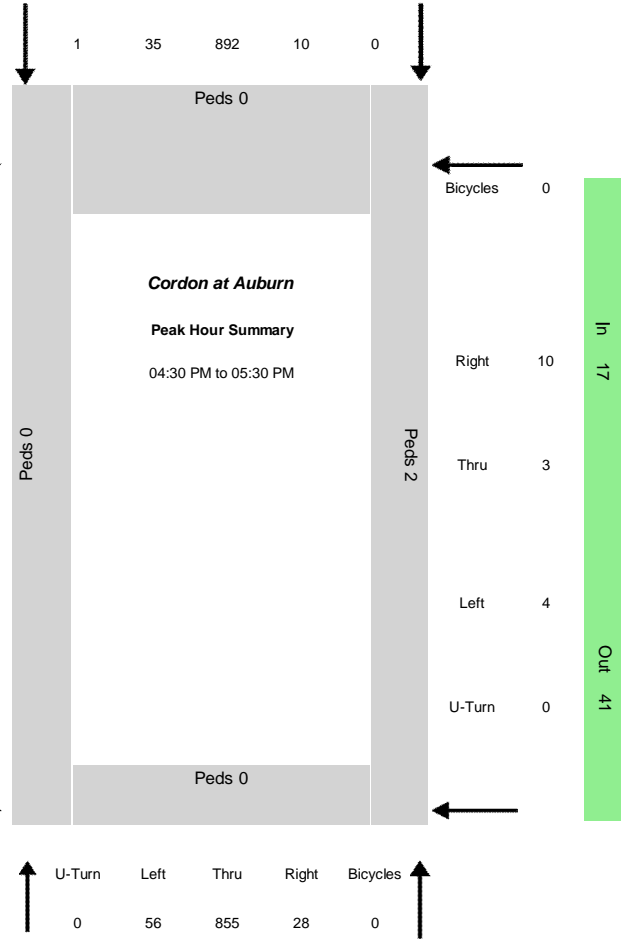 1 35 892 10 0
Peds 0
Bicycles 0
Cordon at Auburn
Peak Hour Summary
04:30 PM to 05:30 PM
In 17
Right 10
Peds 0
Peds 2
Thru 3
Left 4
Out 41
U-Turn 0
Peds 0
U-Turn Left Thru Right Bicycles
0 56 855 28 0